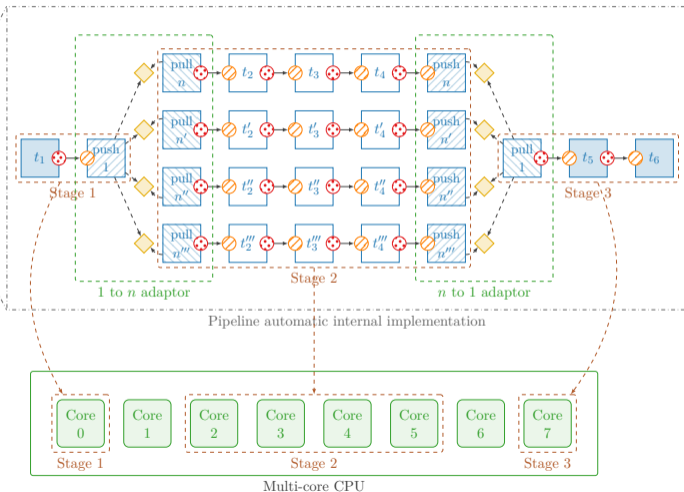 pull
n
t₂
t₃
t₄
push
n
pull
n′
t′₂
t′₃
t′₄
push
n′
t₁
push
1
pull
1
t₅
t₆
Stage 1
Stage 3
pull
n″
t″₂
t″₃
t″₄
push
n″
pull
n‴
t‴₂
t‴₃
t‴₄
push
n‴
Stage 2
1 to n adaptor
n to 1 adaptor
Pipeline automatic internal implementation
Core
0
Core
1
Core
2
Core
3
Core
4
Core
5
Core
6
Core
7
Stage 1
Stage 2
Stage 3
Multi-core CPU